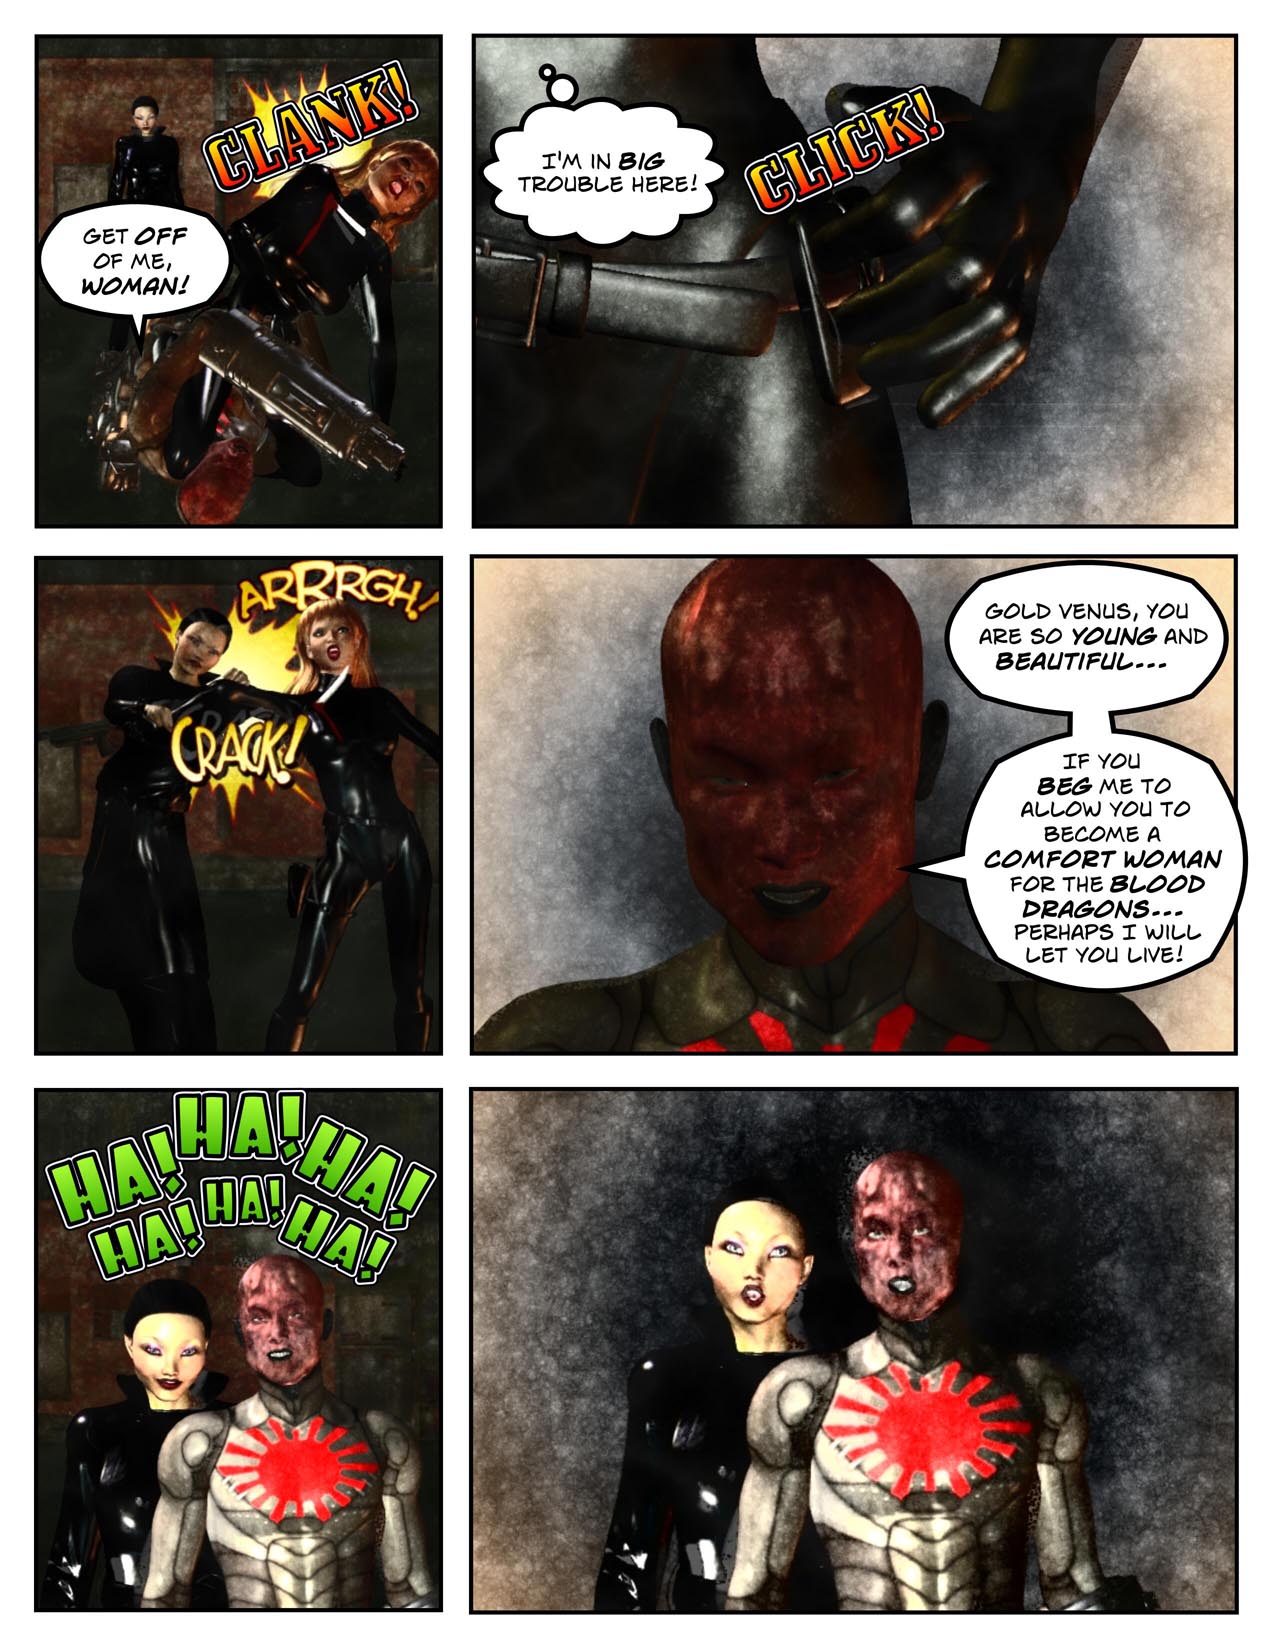 CLANK!
GET OFF
OF ME,
WOMAN!
I'M IN BIG
TROUBLE HERE!
CLICK!
ARRRRGH!
CRACK!
GOLD VENUS, YOU
ARE SO YOUNG AND
BEAUTIFUL...
IF YOU
BEG ME TO
ALLOW YOU TO
BECOME A
COMFORT WOMAN
FOR THE BLOOD
DRAGONS...
PERHAPS I WILL
LET YOU LIVE!
HA! HA! HA!
HA! HA! HA!